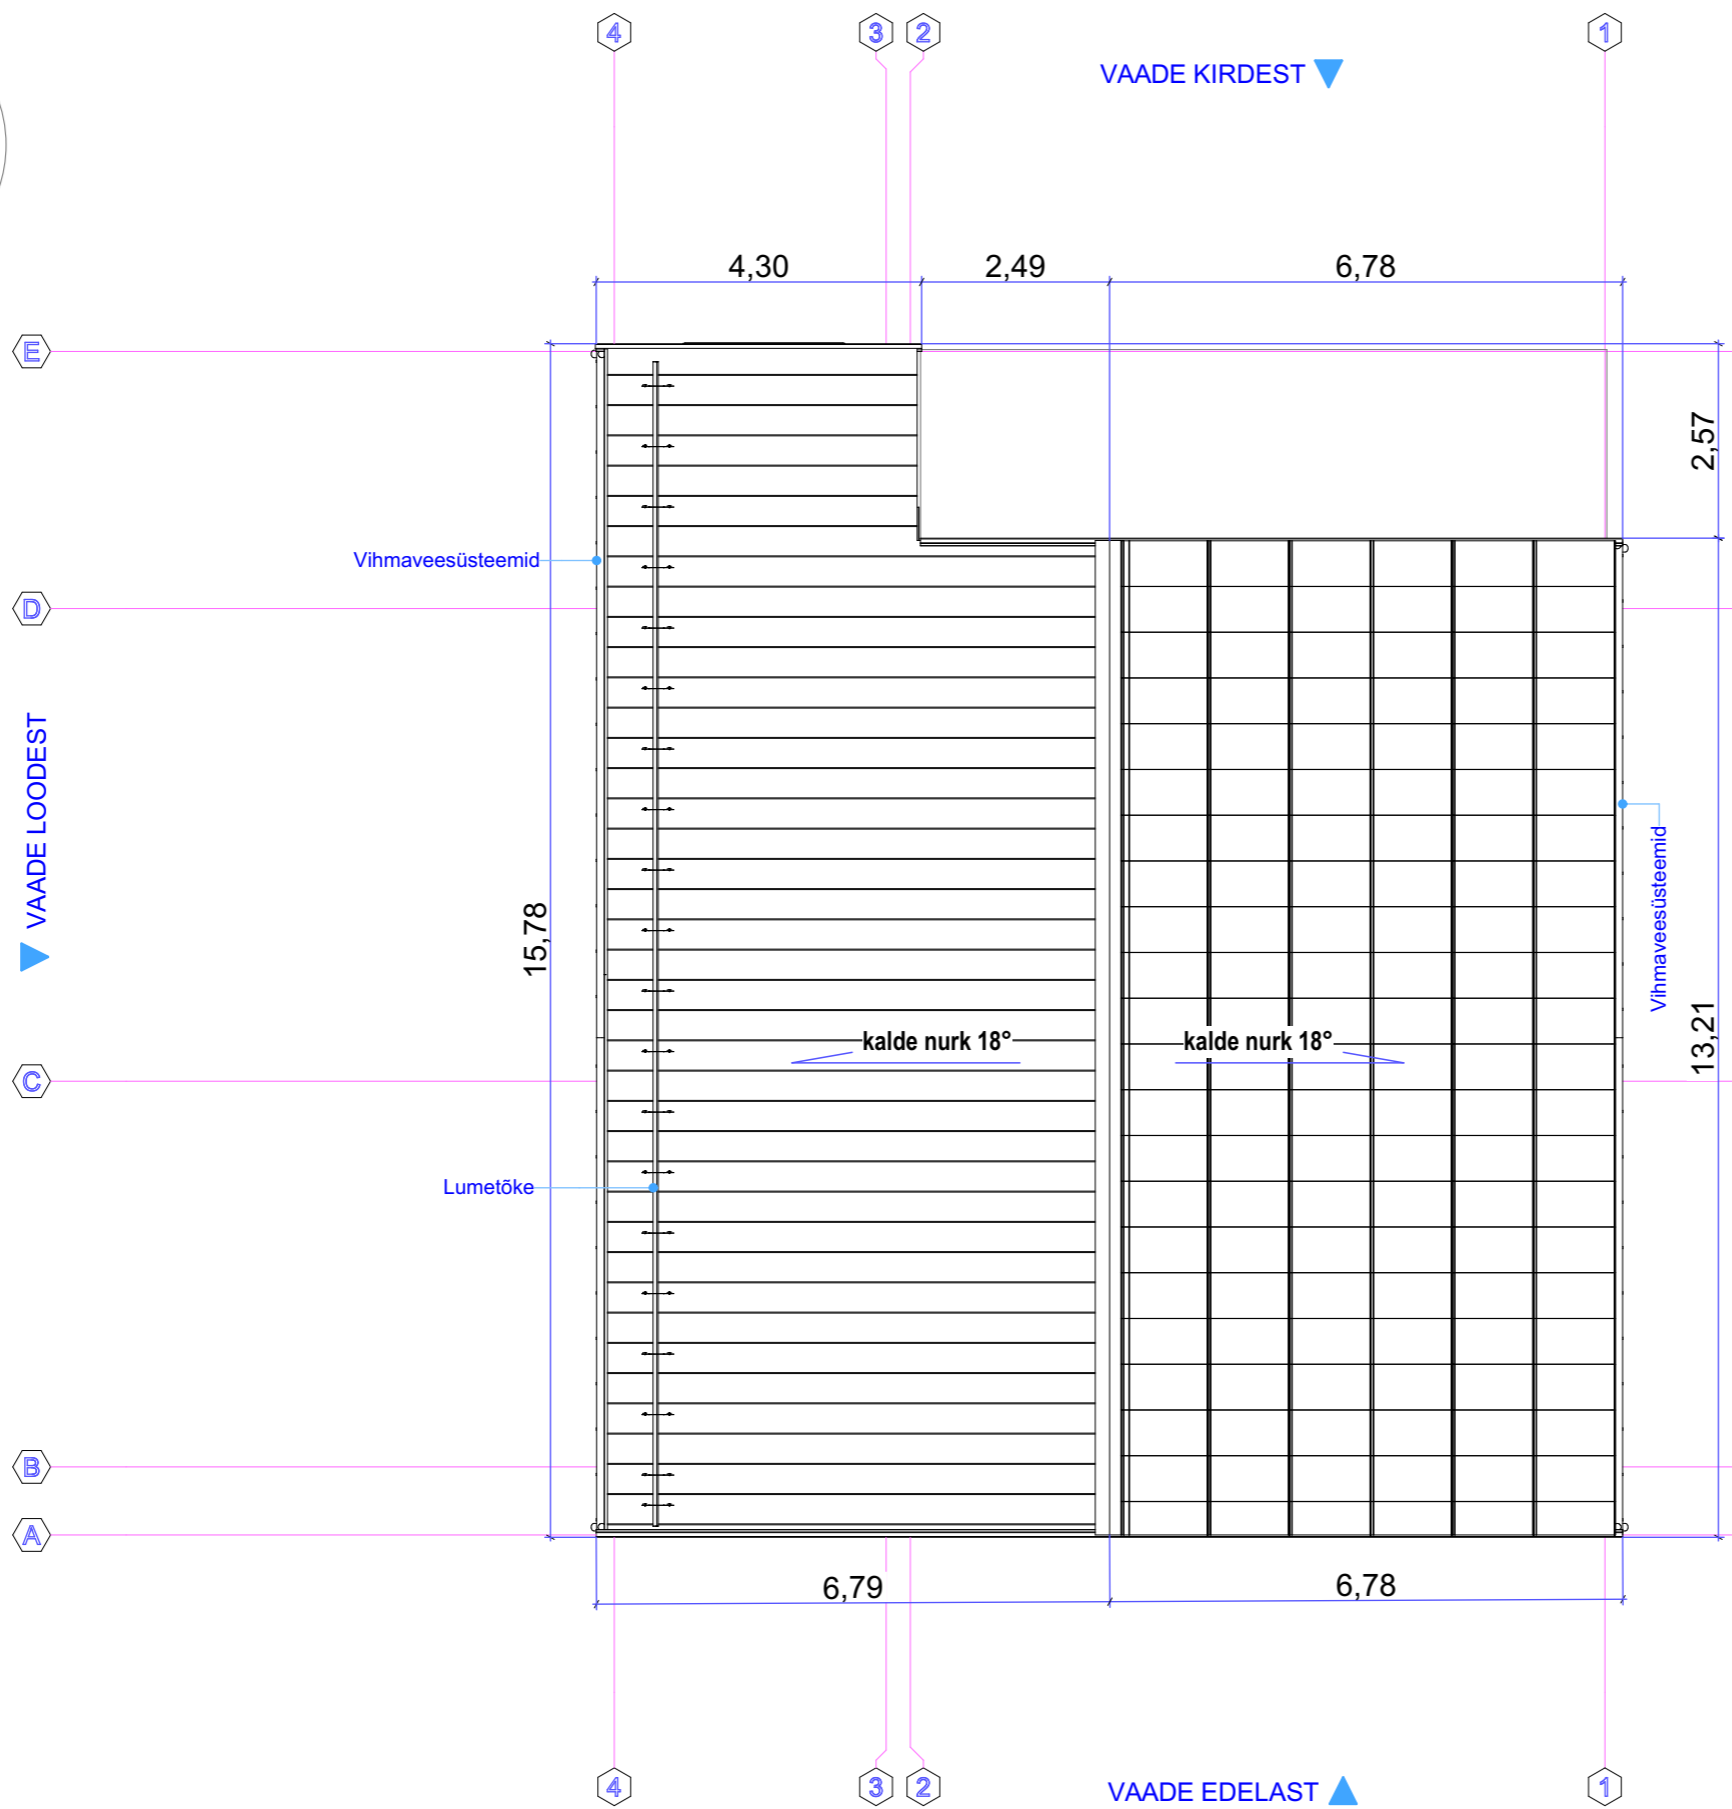 4 3 2 1
VAADE KIRDEST
4,30 2,49 6,78
E
2,57
Vihmaveesüsteemid
D
VAADE LOODEST
15,78
Vihmaveesüsteemid
kalde nurk 18° kalde nurk 18°
13,21
C
Lumetõke
B
A
6,79 6,78
4 3 2 1
VAADE EDELAST